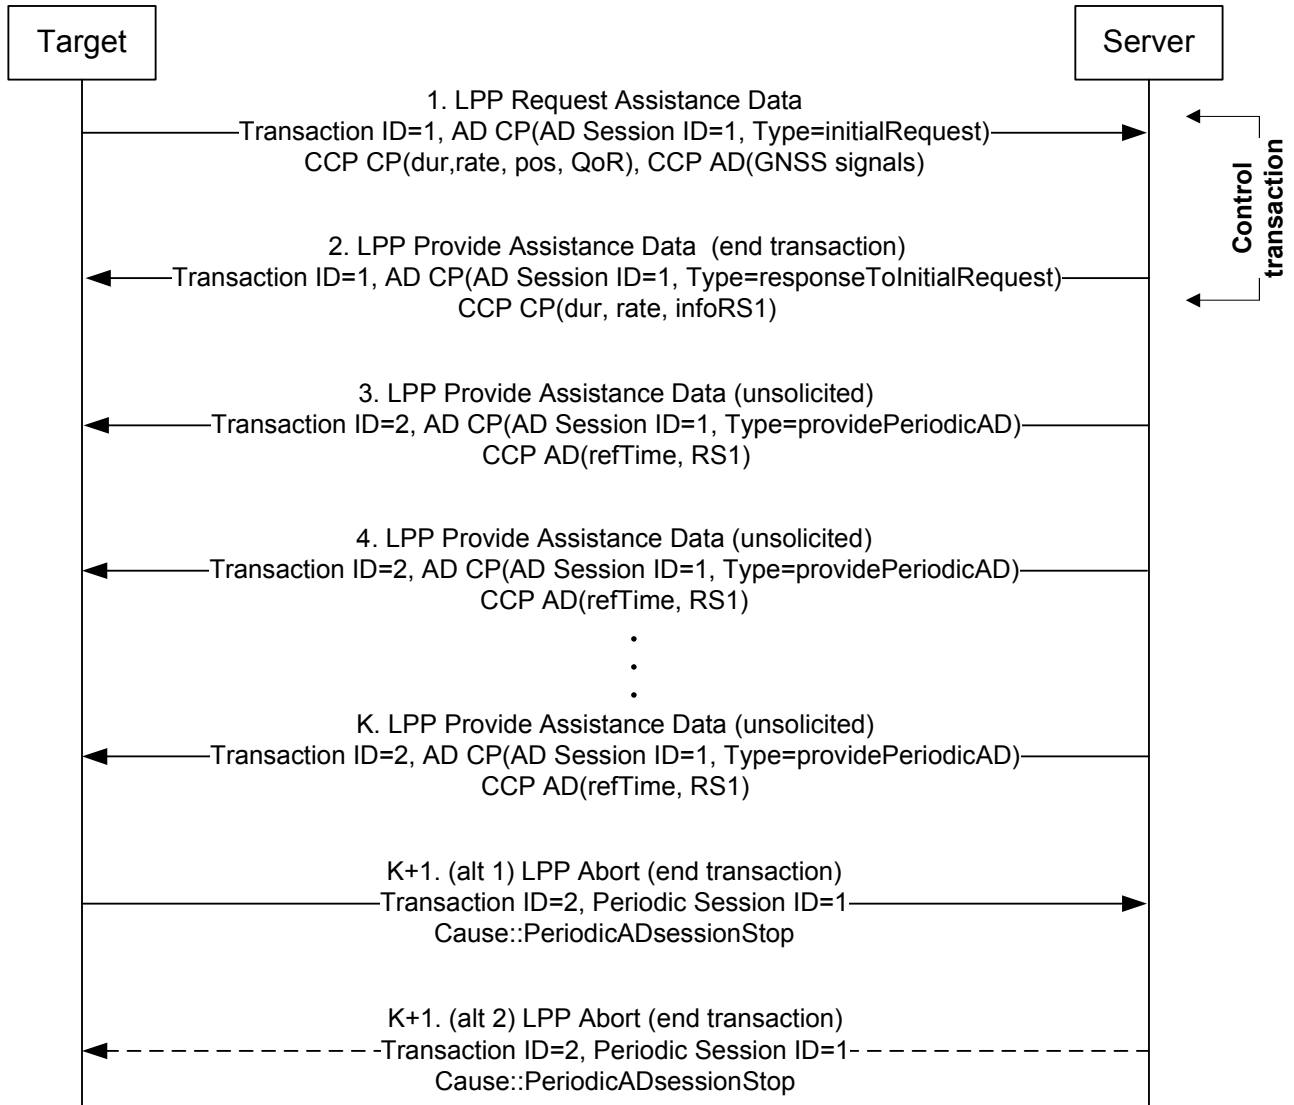 Target
Server
1. LPP Request Assistance Data
Transaction ID=1, AD CP(AD Session ID=1, Type=initialRequest)
CCP CP(dur,rate, pos, QoR), CCP AD(GNSS signals)
Control
transaction
2. LPP Provide Assistance Data (end transaction)
Transaction ID=1, AD CP(AD Session ID=1, Type=responseToInitialRequest)
CCP CP(dur, rate, infoRS1)
3. LPP Provide Assistance Data (unsolicited)
Transaction ID=2, AD CP(AD Session ID=1, Type=providePeriodicAD)
CCP AD(refTime, RS1)
4. LPP Provide Assistance Data (unsolicited)
Transaction ID=2, AD CP(AD Session ID=1, Type=providePeriodicAD)
CCP AD(refTime, RS1)
.
.
.
K. LPP Provide Assistance Data (unsolicited)
Transaction ID=2, AD CP(AD Session ID=1, Type=providePeriodicAD)
CCP AD(refTime, RS1)
K+1. (alt 1) LPP Abort (end transaction)
Transaction ID=2, Periodic Session ID=1
Cause::PeriodicADsessionStop
K+1. (alt 2) LPP Abort (end transaction)
Transaction ID=2, Periodic Session ID=1
Cause::PeriodicADsessionStop